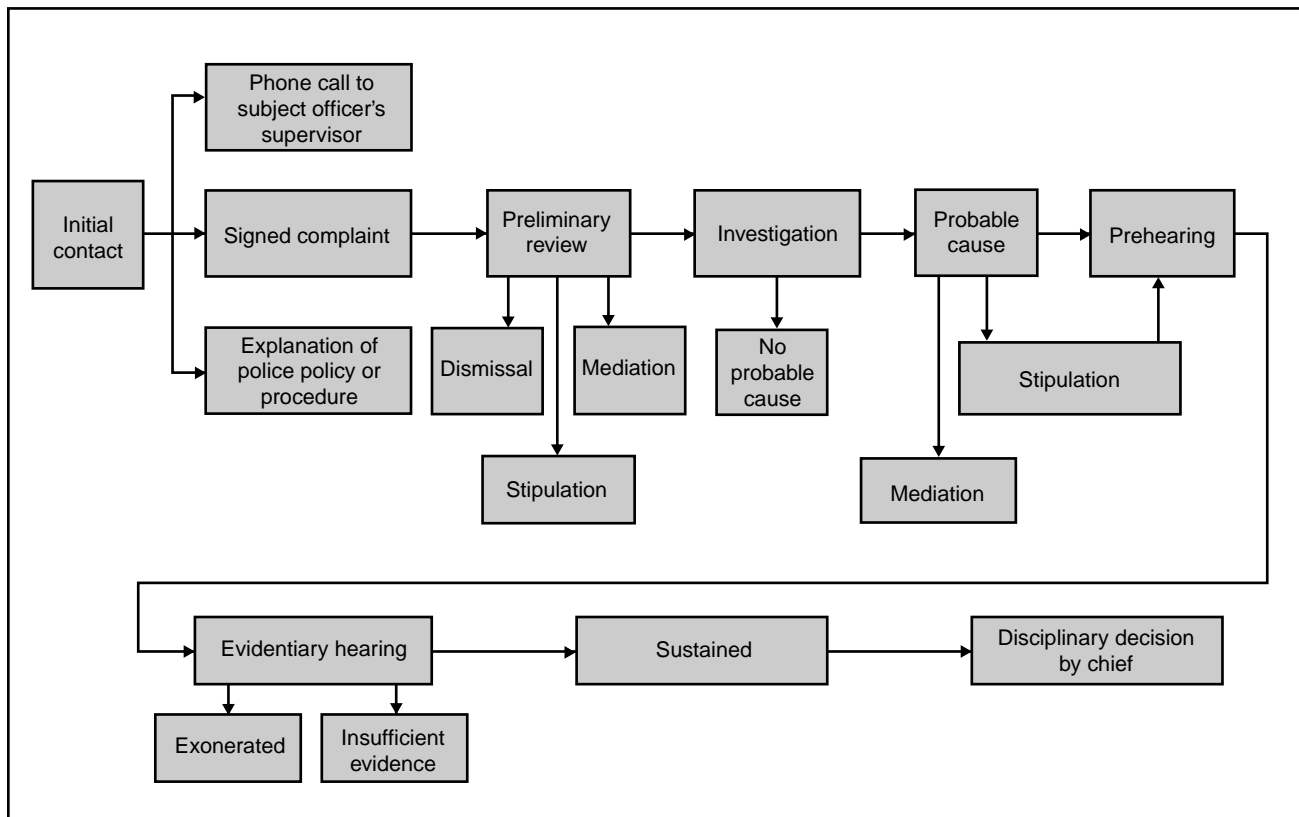 Phone call to
subject officer's
supervisor
Initial
contact
Signed complaint
Preliminary
review
Investigation
Probable
cause
Prehearing
Explanation of
police policy or
procedure
Dismissal
Mediation
No
probable
cause
Stipulation
Stipulation
Mediation
Evidentiary hearing
Sustained
Disciplinary decision
by chief
Exonerated
Insufficient
evidence